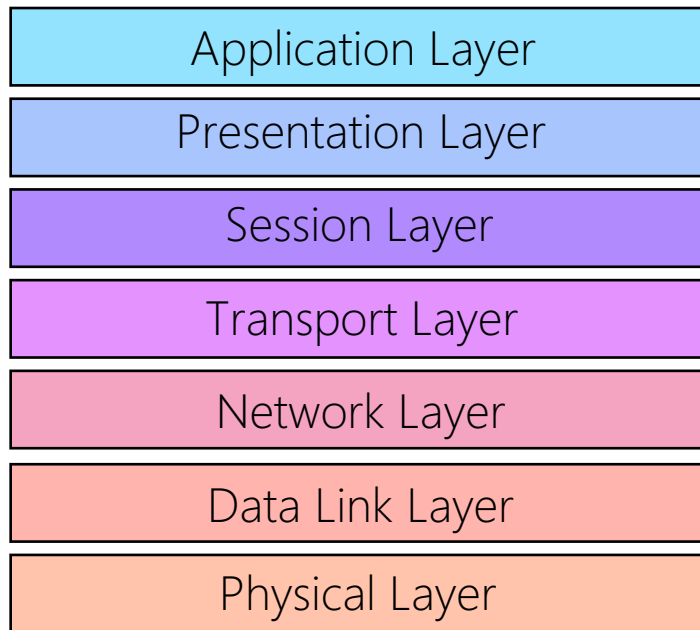 Application Layer
Presentation Layer
Session Layer
Transport Layer
Network Layer
Data Link Layer
Physical Layer